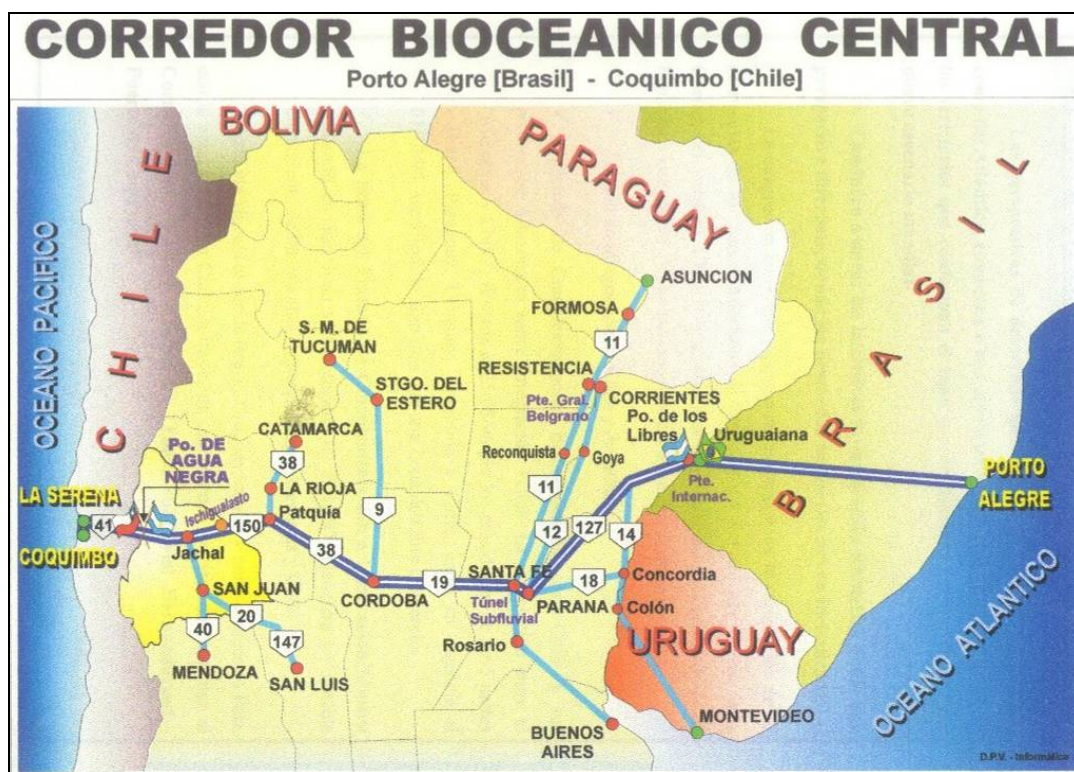 CORREDOR BIOCEANICO CENTRAL
Porto Alegre [Brasil] - Coquimbo [Chile]
BOLIVIA
PARAGUAY
CHILE
BRASIL
OCEANO PACIFICO
ASUNCION
FORMOSA
11
S. M. DE
TUCUMAN
RESISTENCIA
STGO. DEL
ESTERO
Pte. Gral.
Belgrano
CORRIENTES
Po. de los
Libres
Uruguaiana
CATAMARCA
Po. DE
AGUA
NEGRA
38
Reconquista
Goya
Pte.
Internac.
PORTO
ALEGRE
LA SERENA
LA RIOJA
Ischigualasto
Patquía
9
11
12
127
41
150
14
COQUIMBO
Jachal
38
19
SANTA FE
18
Concordia
SAN JUAN
CORDOBA
Túnel
Subfluvial
PARANA
Colón
20
40
147
Rosario
URUGUAY
MENDOZA
SAN LUIS
OCEANO ATLANTICO
BUENOS
AIRES
MONTEVIDEO
D.P.V. - Informática